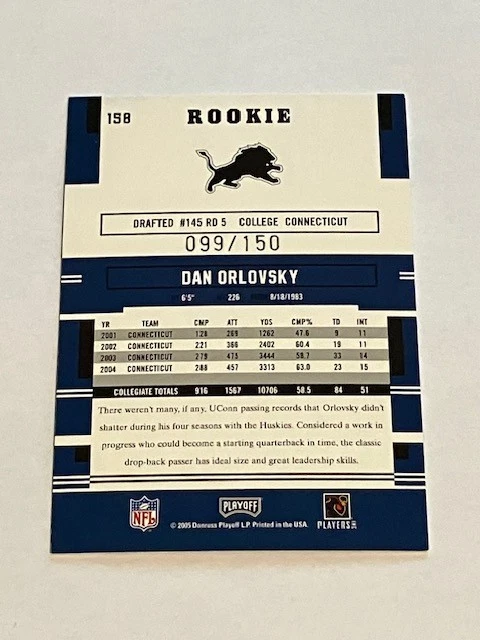 158
ROOKIE
DRAFTED #145 RD 5 COLLEGE CONNECTICUT
099/150
DAN ORLOVSKY
6'5" 226 8/18/1983
YR TEAM CMP ATT YDS CMP% TD INT
2001 CONNECTICUT 128 269 1262 47.6 9 11
2002 CONNECTICUT 221 366 2402 60.4 19 11
2003 CONNECTICUT 279 475 3444 58.7 33 14
2004 CONNECTICUT 288 457 3313 63.0 23 15
COLLEGIATE TOTALS 916 1567 10706 58.5 84 51
There weren't many, if any, UConn passing records that Orlovsky didn't
shatter during his four seasons with the Huskies. Considered a work in
progress who could become a starting quarterback in time, the classic
drop-back passer has ideal size and great leadership skills.
NFL
PLAYOFF
© 2005 Donruss Playoff L.P. Printed in the USA.
PLAYERS INC